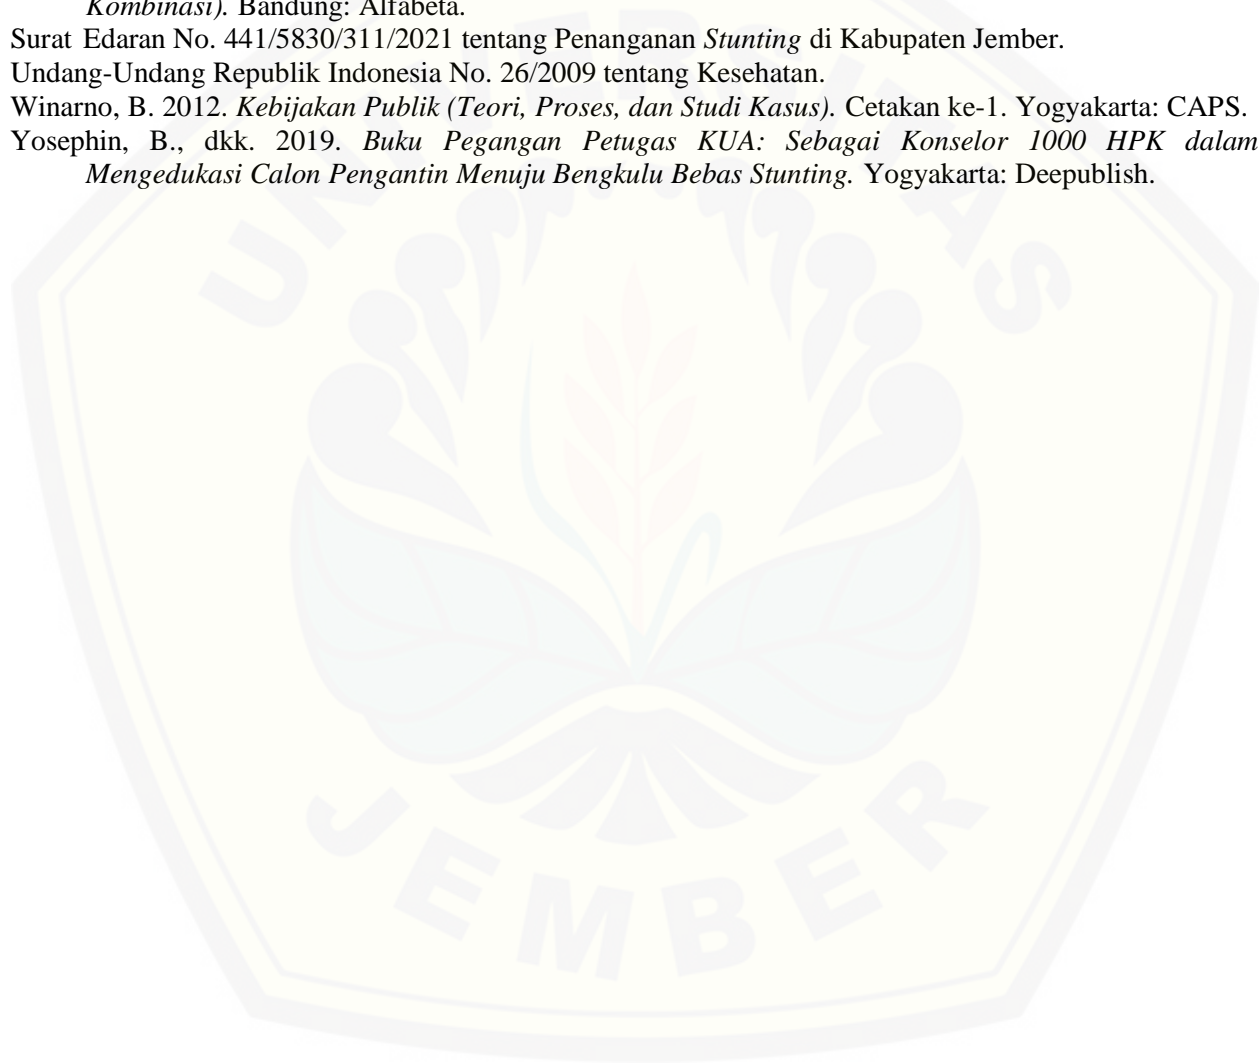 Kombinasi). Bandung: Alfabeta.
Surat Edaran No. 441/5830/311/2021 tentang Penanganan Stunting di Kabupaten Jember.
Undang-Undang Republik Indonesia No. 26/2009 tentang Kesehatan.
Winarno, B. 2012. Kebijakan Publik (Teori, Proses, dan Studi Kasus). Cetakan ke-1. Yogyakarta: CAPS.
Yosephin, B., dkk. 2019. Buku Pegangan Petugas KUA: Sebagai Konselor 1000 HPK dalam
Mengedukasi Calon Pengantin Menuju Bengkulu Bebas Stunting. Yogyakarta: Deepublish.
UNIVERSITAS
JEMBER